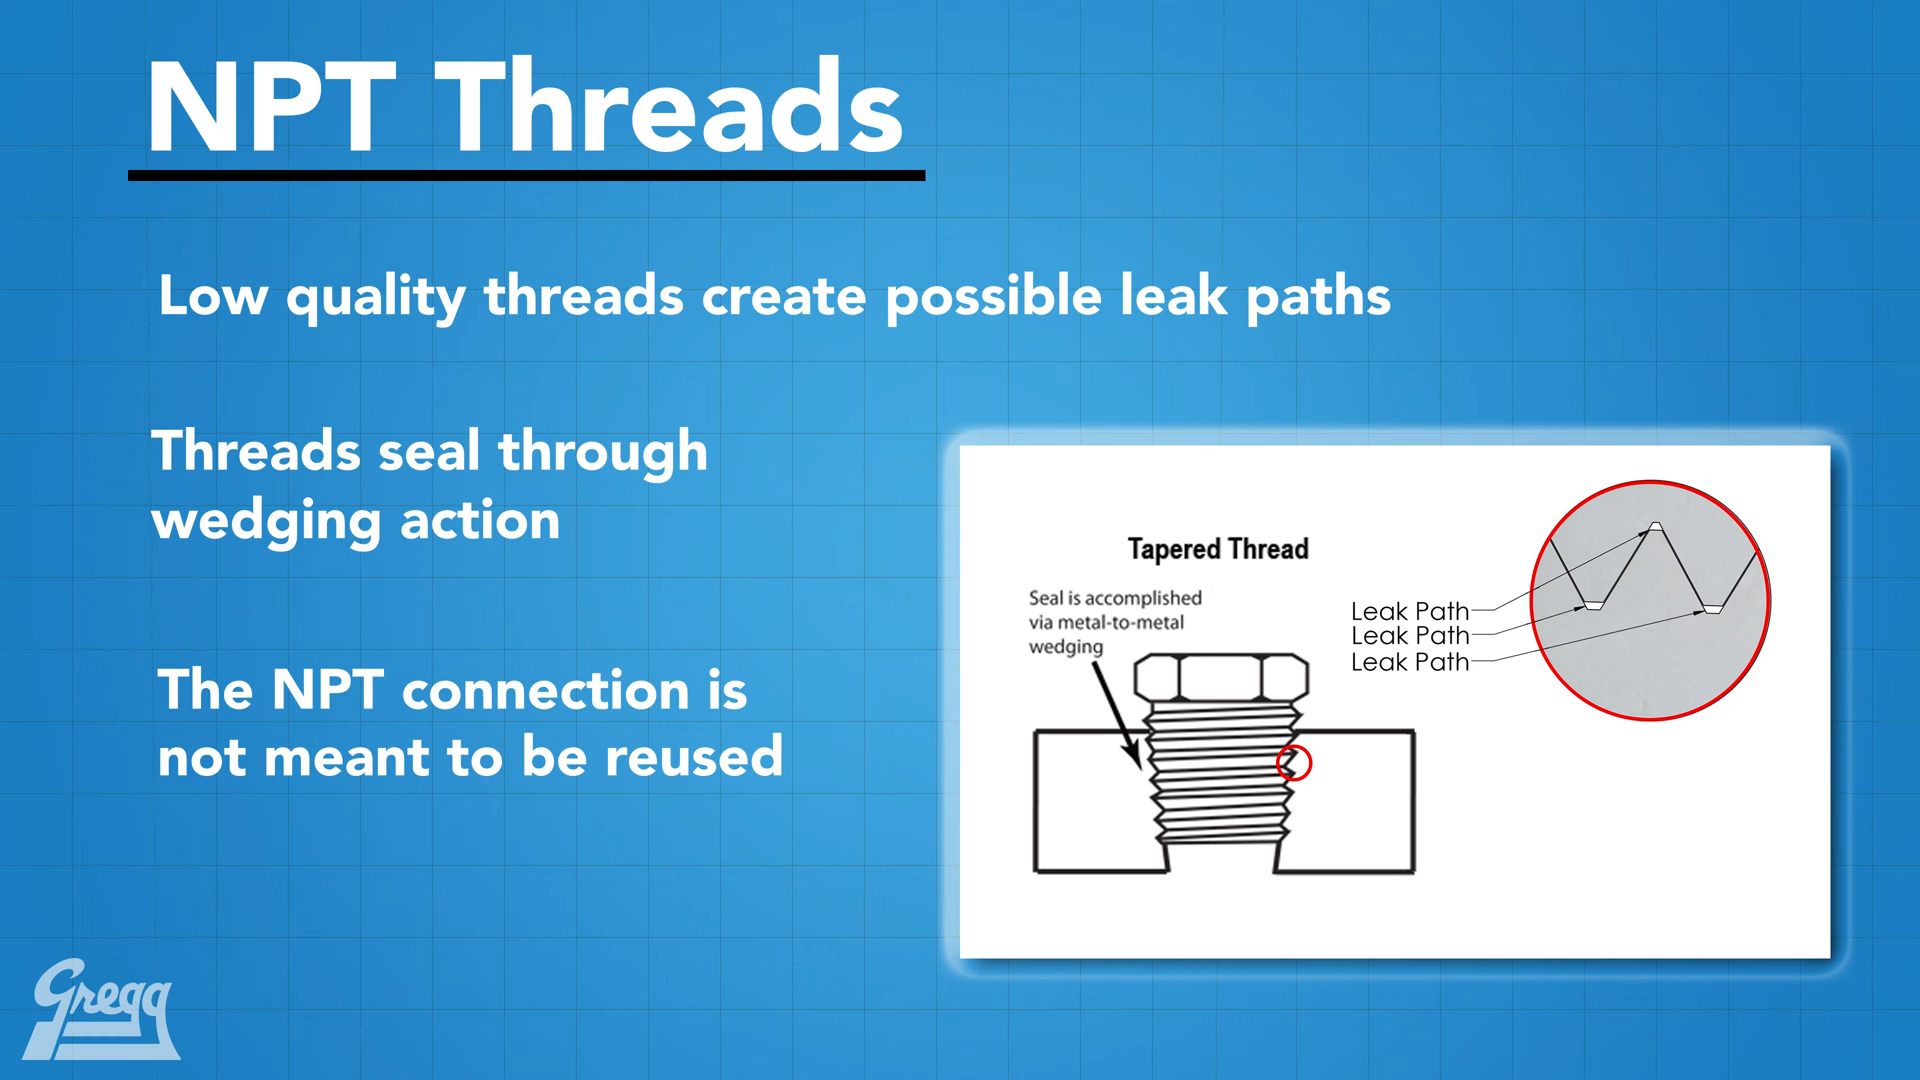 NPT Threads
Low quality threads create possible leak paths
Threads seal through
wedging action
The NPT connection is
not meant to be reused
Tapered Thread
Seal is accomplished
via metal-to-metal
wedging
Leak Path
Leak Path
Leak Path
Gregg